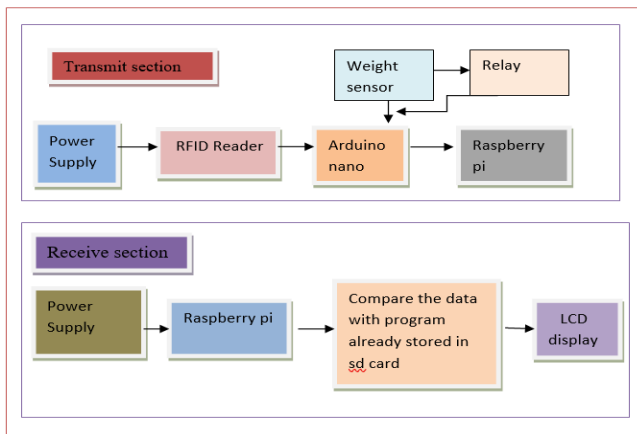 Transmit section
Weight
sensor
Relay
Power
Supply
RFID Reader
Arduino
nano
Raspberry
pi
Receive section
Power
Supply
Raspberry pi
Compare the data
with program
already stored in
sd card
LCD
display